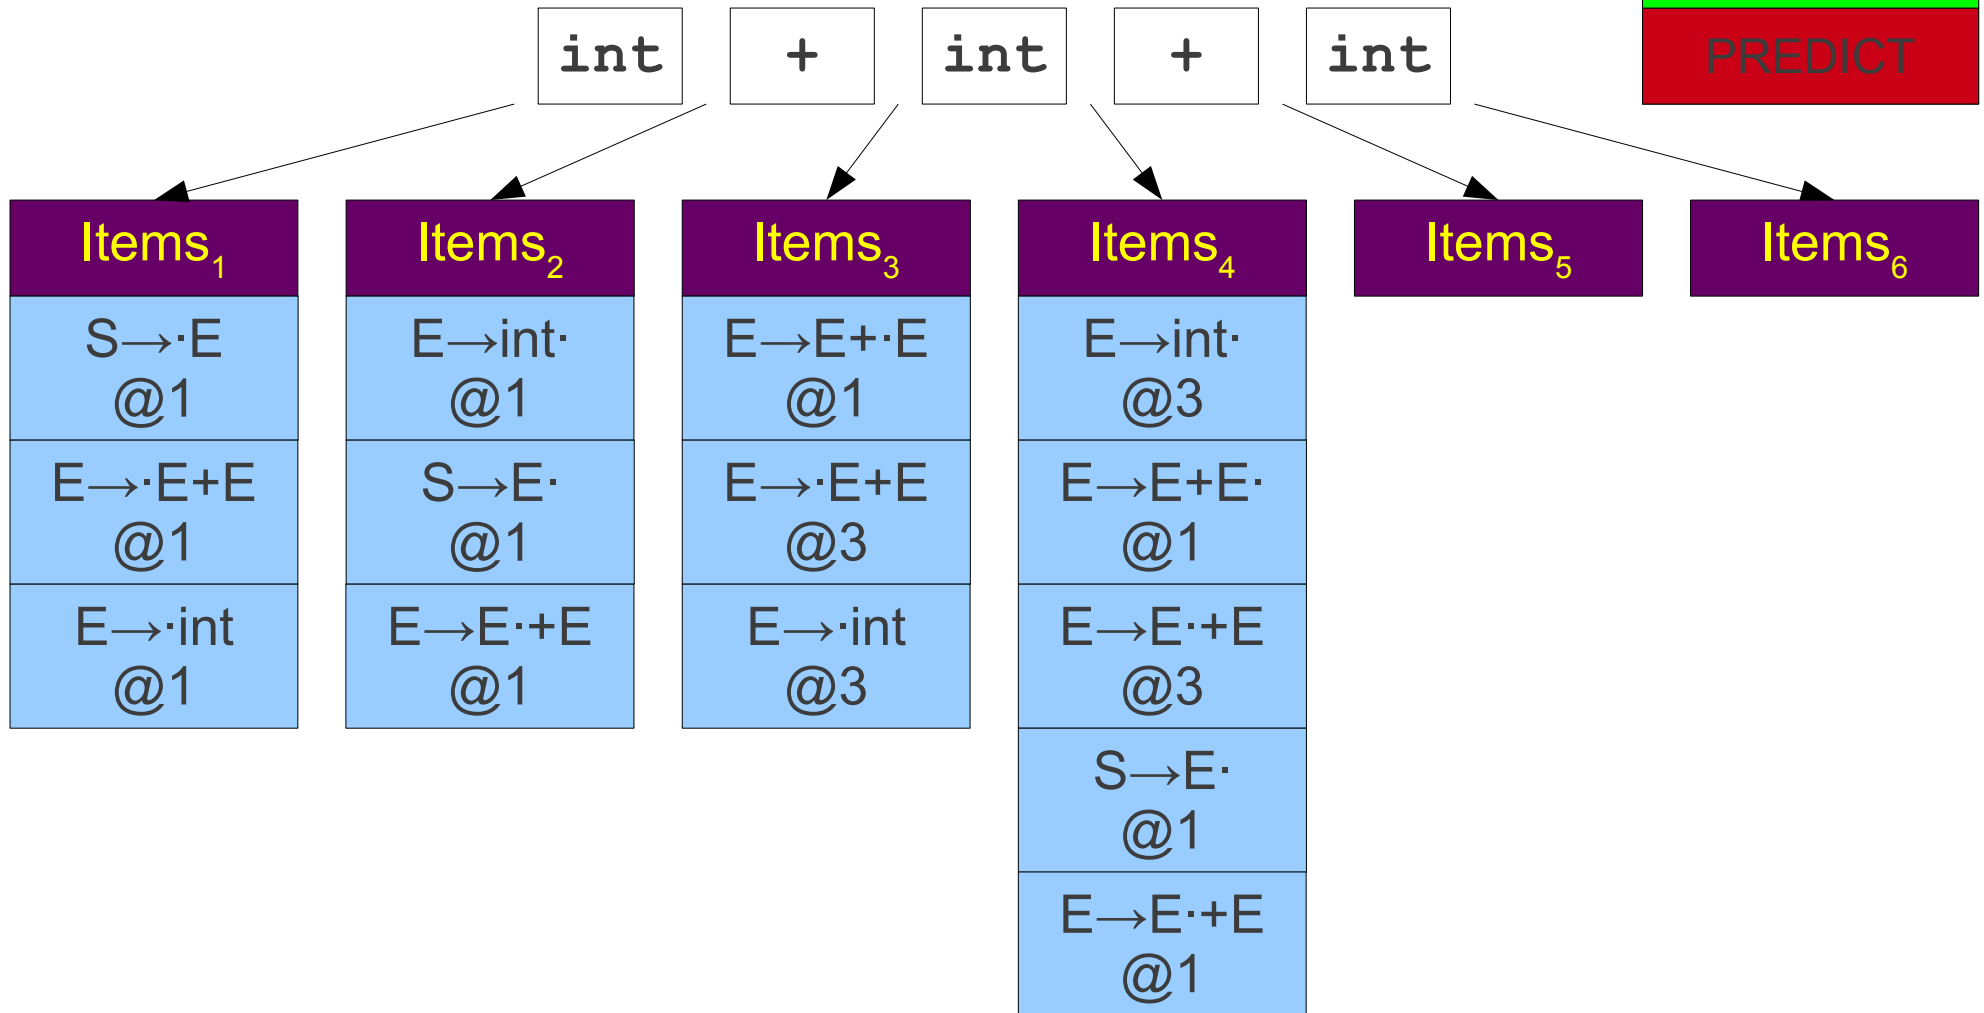 int + int + int
PREDICT
Items₁ Items₂ Items₃ Items₄ Items₅ Items₆
S→·E E→int· E→E+·E E→int·
@1 @1 @1 @3
E→·E+E S→E· E→·E+E E→E+E·
@1 @1 @3 @1
E→·int E→E·+E E→·int E→E·+E
@1 @1 @3 @3
S→E·
@1
E→E·+E
@1